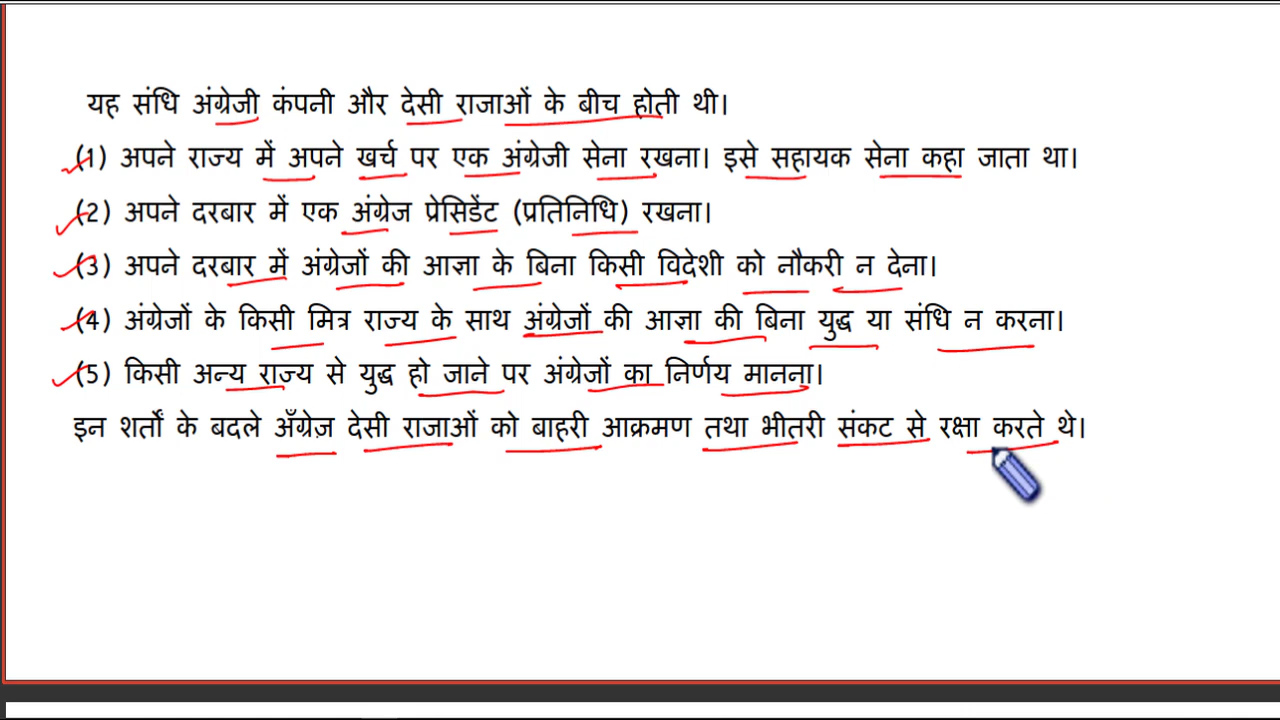 यह संधि अंग्रेजी कंपनी और देसी राजाओं के बीच होती थी।
(1) अपने राज्य में अपने खर्च पर एक अंग्रेजी सेना रखना। इसे सहायक सेना कहा जाता था।
(2) अपने दरबार में एक अंग्रेज प्रेसिडेंट (प्रतिनिधि) रखना।
(3) अपने दरबार में अंग्रेजों की आज्ञा के बिना किसी विदेशी को नौकरी न देना।
(4) अंग्रेजों के किसी मित्र राज्य के साथ अंग्रेजों की आज्ञा की बिना युद्ध या संधि न करना।
(5) किसी अन्य राज्य से युद्ध हो जाने पर अंग्रेजों का निर्णय मानना।
इन शर्तों के बदले अँग्रेज़ देसी राजाओं को बाहरी आक्रमण तथा भीतरी संकट से रक्षा करते थे।